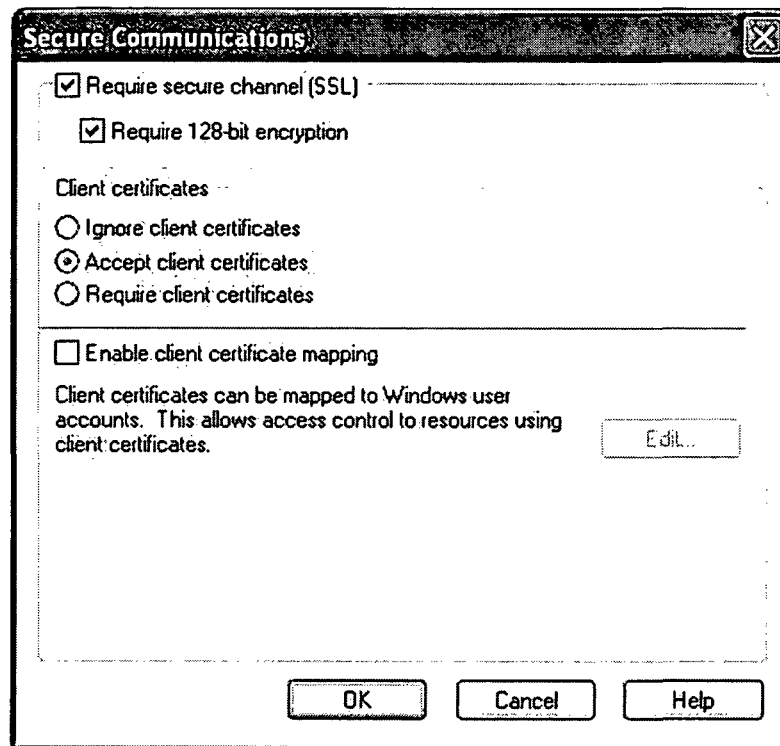 Secure Communications
Require secure channel (SSL)
Require 128-bit encryption
Client certificates
Ignore client certificates
Accept client certificates
Require client certificates
Enable client certificate mapping
Client certificates can be mapped to Windows user
accounts. This allows access control to resources using
client certificates.
Edit...
OK
Cancel
Help